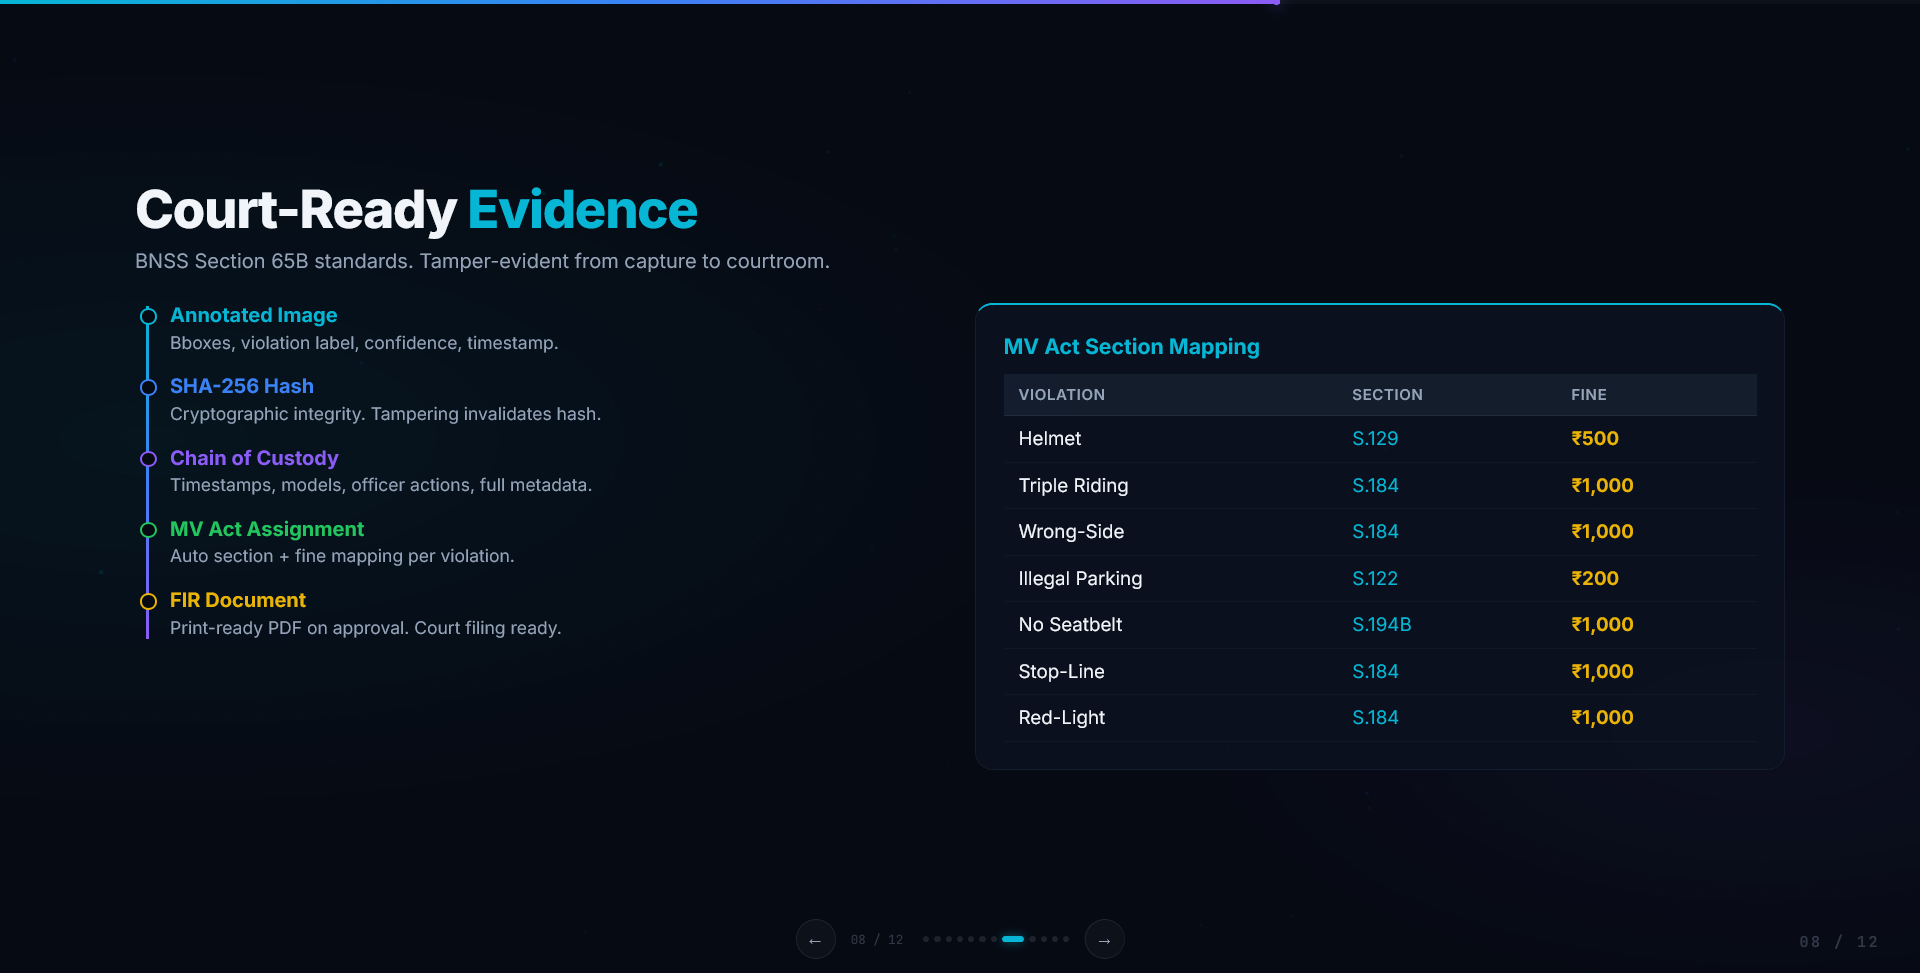 Court-Ready Evidence
BNSS Section 65B standards. Tamper-evident from capture to courtroom.
Annotated Image
Bboxes, violation label, confidence, timestamp.
SHA-256 Hash
Cryptographic integrity. Tampering invalidates hash.
Chain of Custody
Timestamps, models, officer actions, full metadata.
MV Act Assignment
Auto section + fine mapping per violation.
FIR Document
Print-ready PDF on approval. Court filing ready.
MV Act Section Mapping
VIOLATION SECTION FINE
Helmet S.129 ₹500
Triple Riding S.184 ₹1,000
Wrong-Side S.184 ₹1,000
Illegal Parking S.122 ₹200
No Seatbelt S.194B ₹1,000
Stop-Line S.184 ₹1,000
Red-Light S.184 ₹1,000
← 08 / 12 →
08 / 12